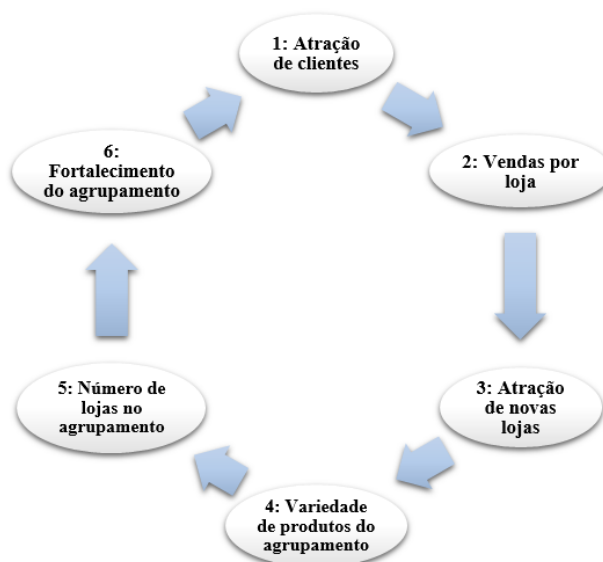 1: Atração
de clientes
2: Vendas por
loja
3: Atração
de novas
lojas
4: Variedade
de produtos do
agrupamento
5: Número de
lojas no
agrupamento
6:
Fortalecimento
do agrupamento